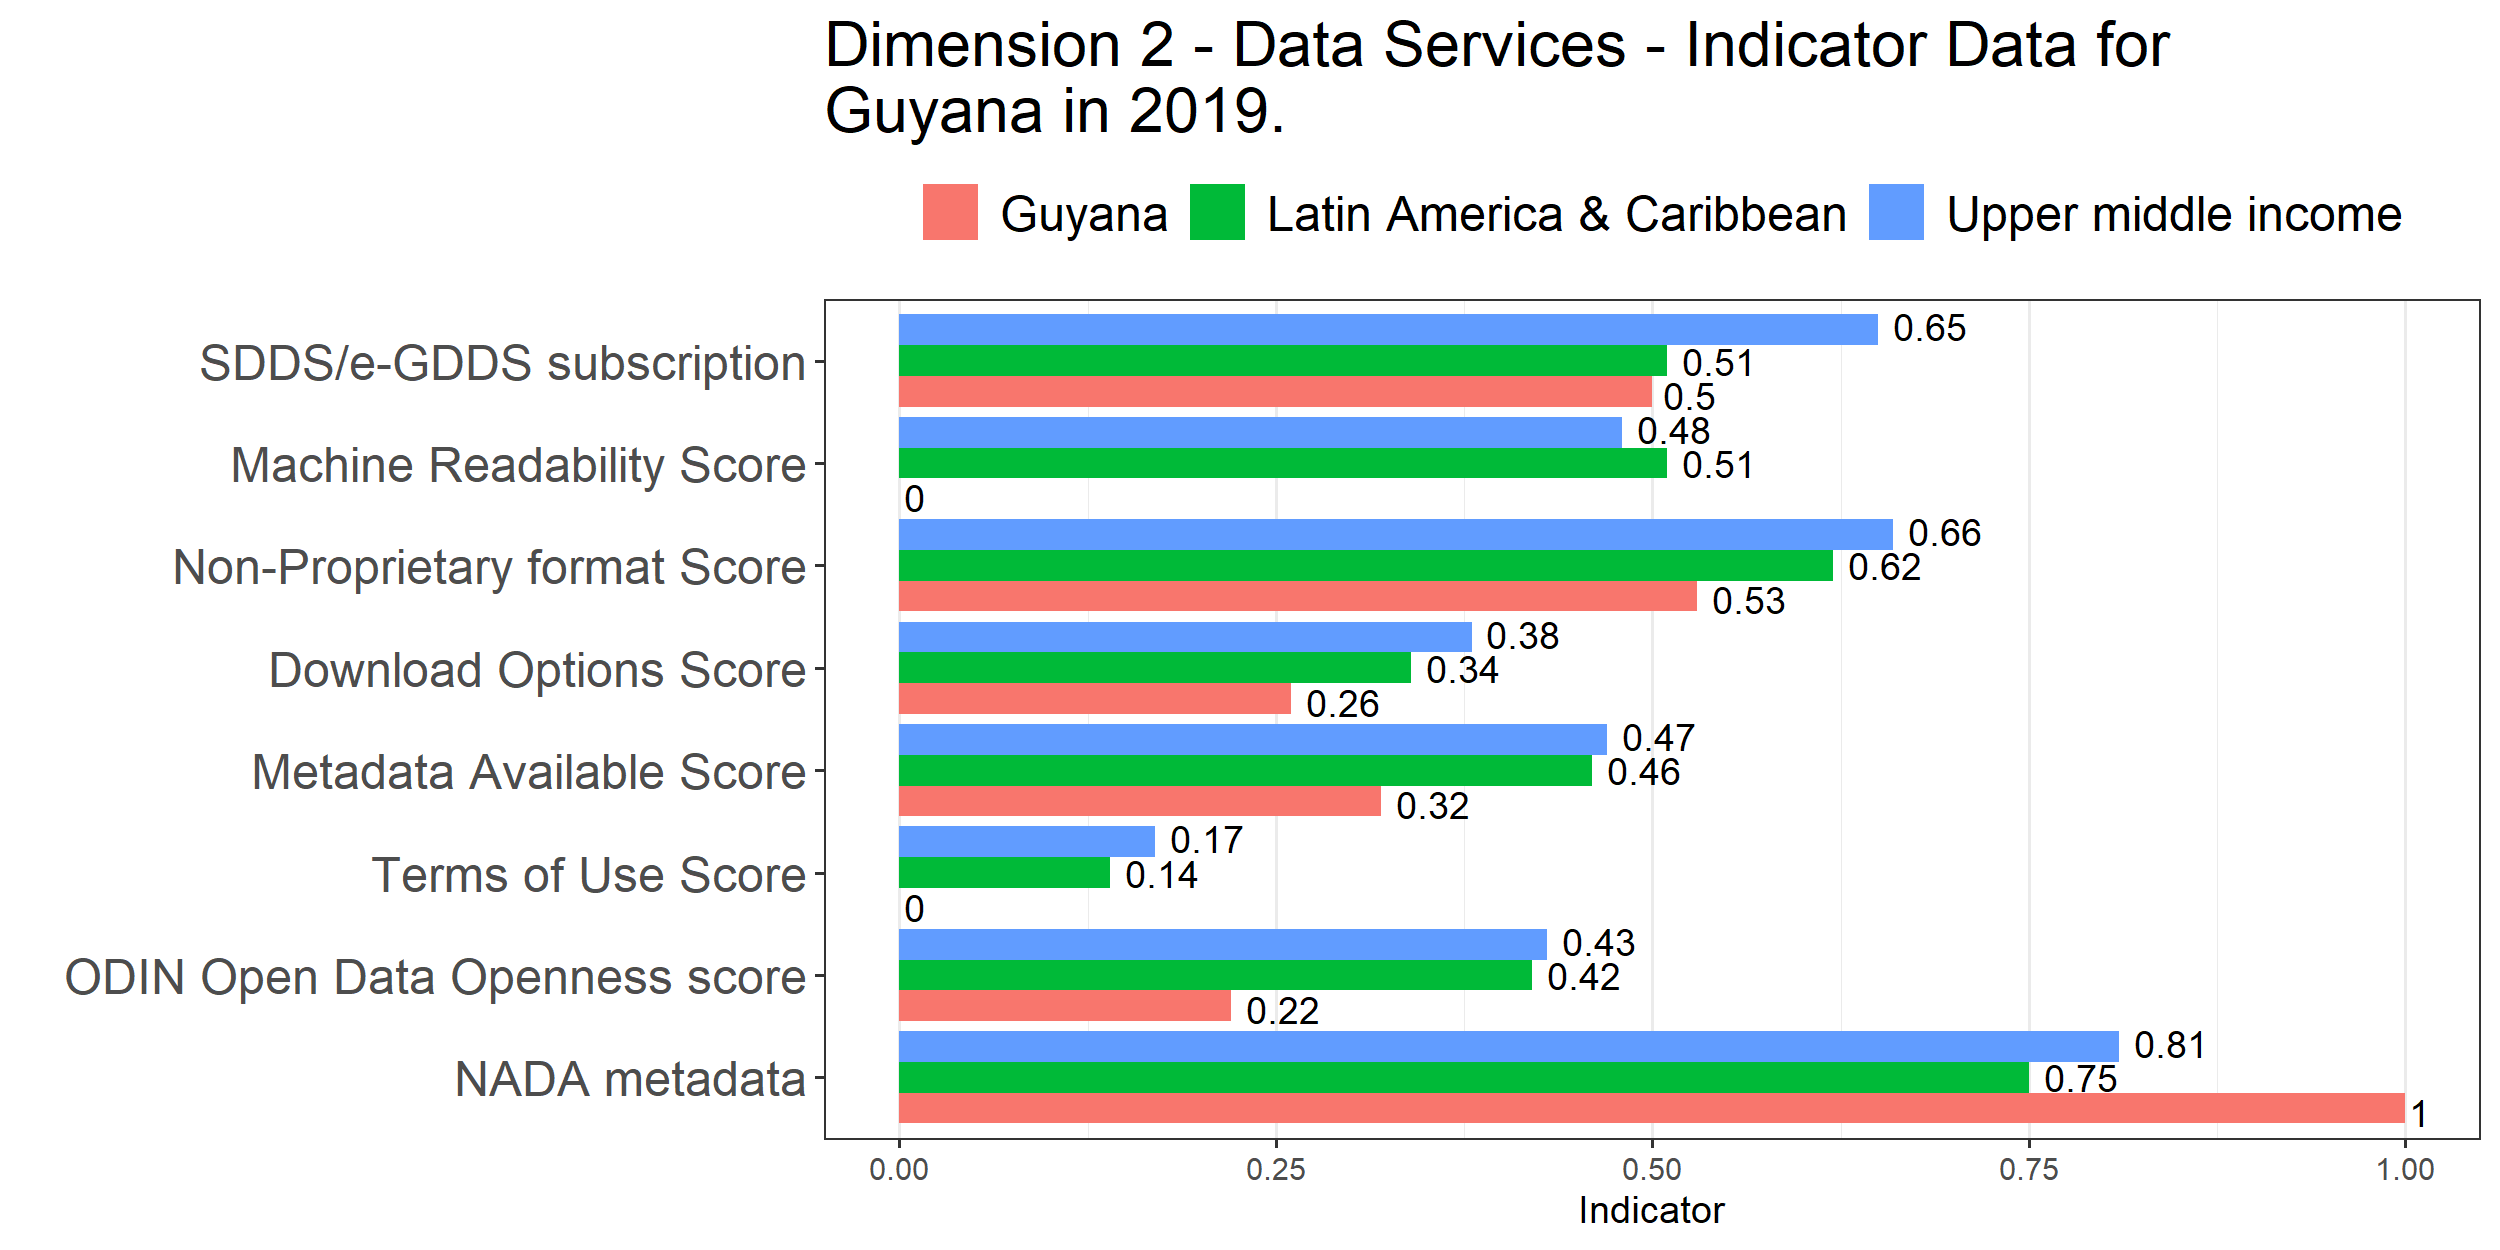 Dimension 2 - Data Services - Indicator Data for
Guyana in 2019.
Guyana
Latin America & Caribbean
Upper middle income
SDDS/e-GDDS subscription
0.65
0.51
0.5
Machine Readability Score
0.48
0.51
0
Non-Proprietary format Score
0.66
0.62
0.53
Download Options Score
0.38
0.34
0.26
Metadata Available Score
0.47
0.46
0.32
Terms of Use Score
0.17
0.14
0
ODIN Open Data Openness score
0.43
0.42
0.22
NADA metadata
0.81
0.75
1
0.00
0.25
0.50
0.75
1.00
Indicator